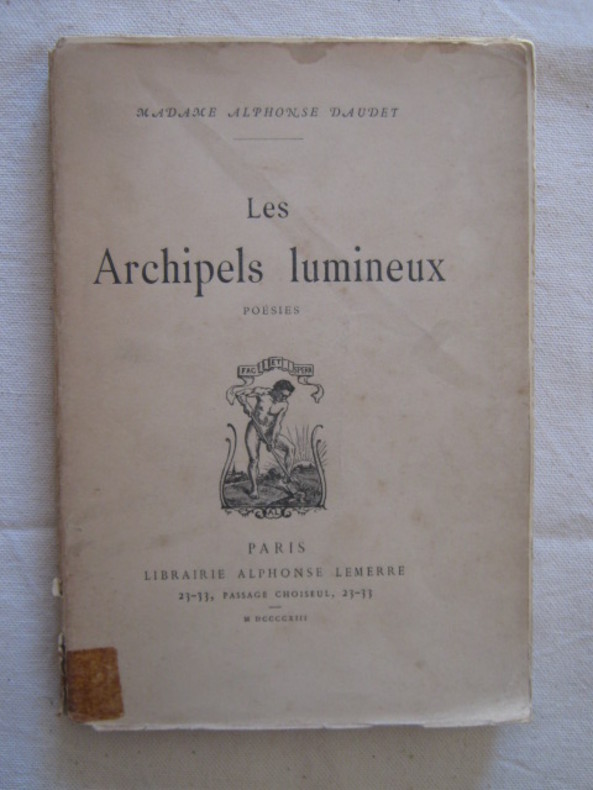 MADAME ALPHONSE DAUDET
Les
Archipels lumineux
POÉSIES
FAC ET SPERA
AL
PARIS
LIBRAIRIE ALPHONSE LEMERRE
23-33, PASSAGE CHOISEUL, 23-33
M DCCCCXIII